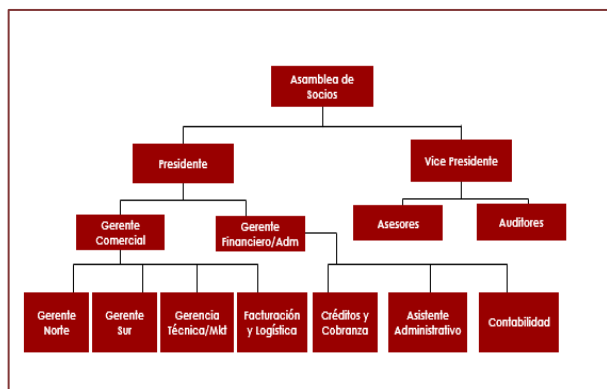 Asamblea de
Socios
Presidente
Vice Presidente
Gerente
Comercial
Gerente
Financiero/Adm
Asesores
Auditores
Gerente
Norte
Gerente
Sur
Gerencia
Técnica/Mkt
Facturación
y Logística
Créditos y
Cobranza
Asistente
Administrativo
Contabilidad